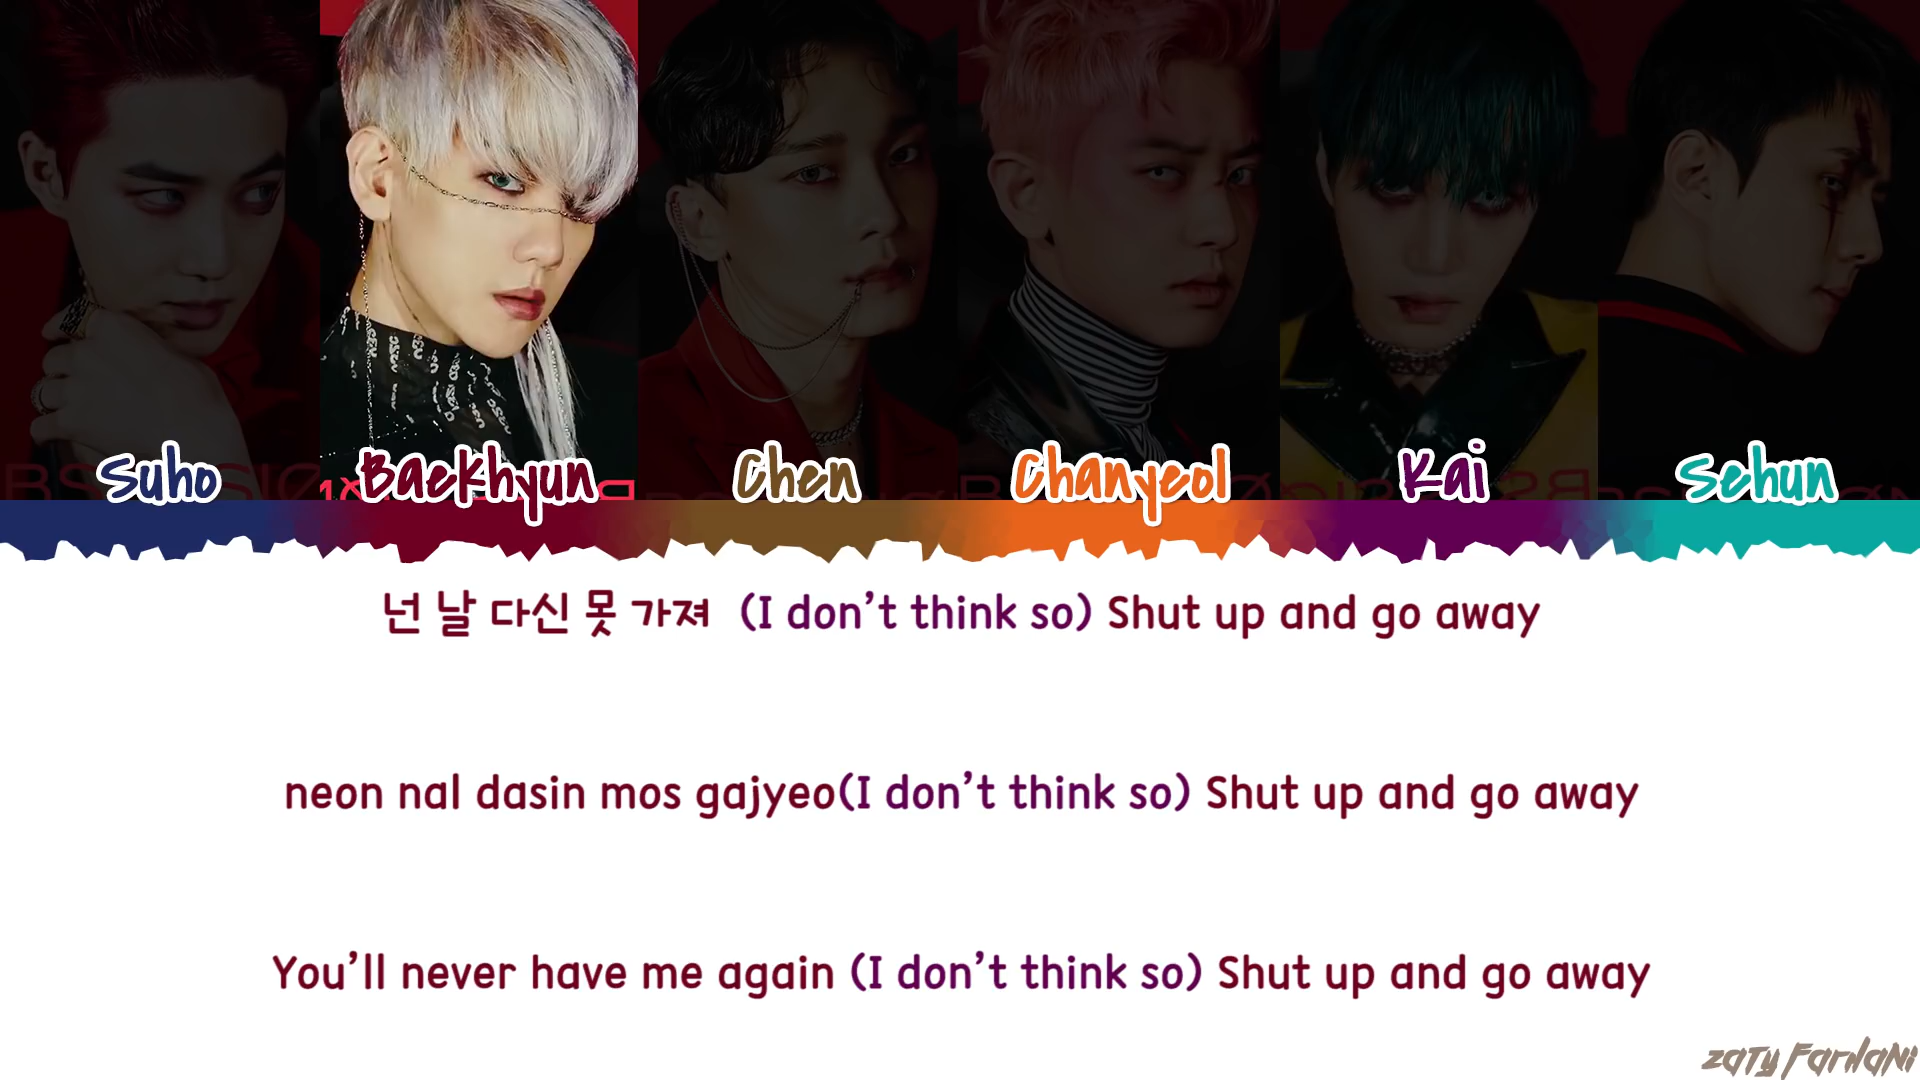 Suho Baekhyun Chen Chanyeol Kai Sehun
넌 날 다신 못 가져 (I don't think so) Shut up and go away
neon nal dasin mos gajyeo(I don't think so) Shut up and go away
You'll never have me again (I don't think so) Shut up and go away
Zaty Farhani